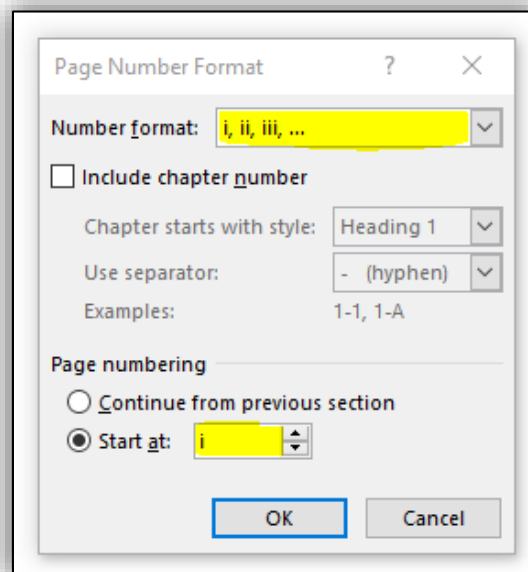 Page Number Format ? ×
Number format: i, ii, iii, ...
Include chapter number
Chapter starts with style: Heading 1
Use separator: - (hyphen)
Examples: 1-1, 1-A
Page numbering
Continue from previous section
Start at: i
OK Cancel